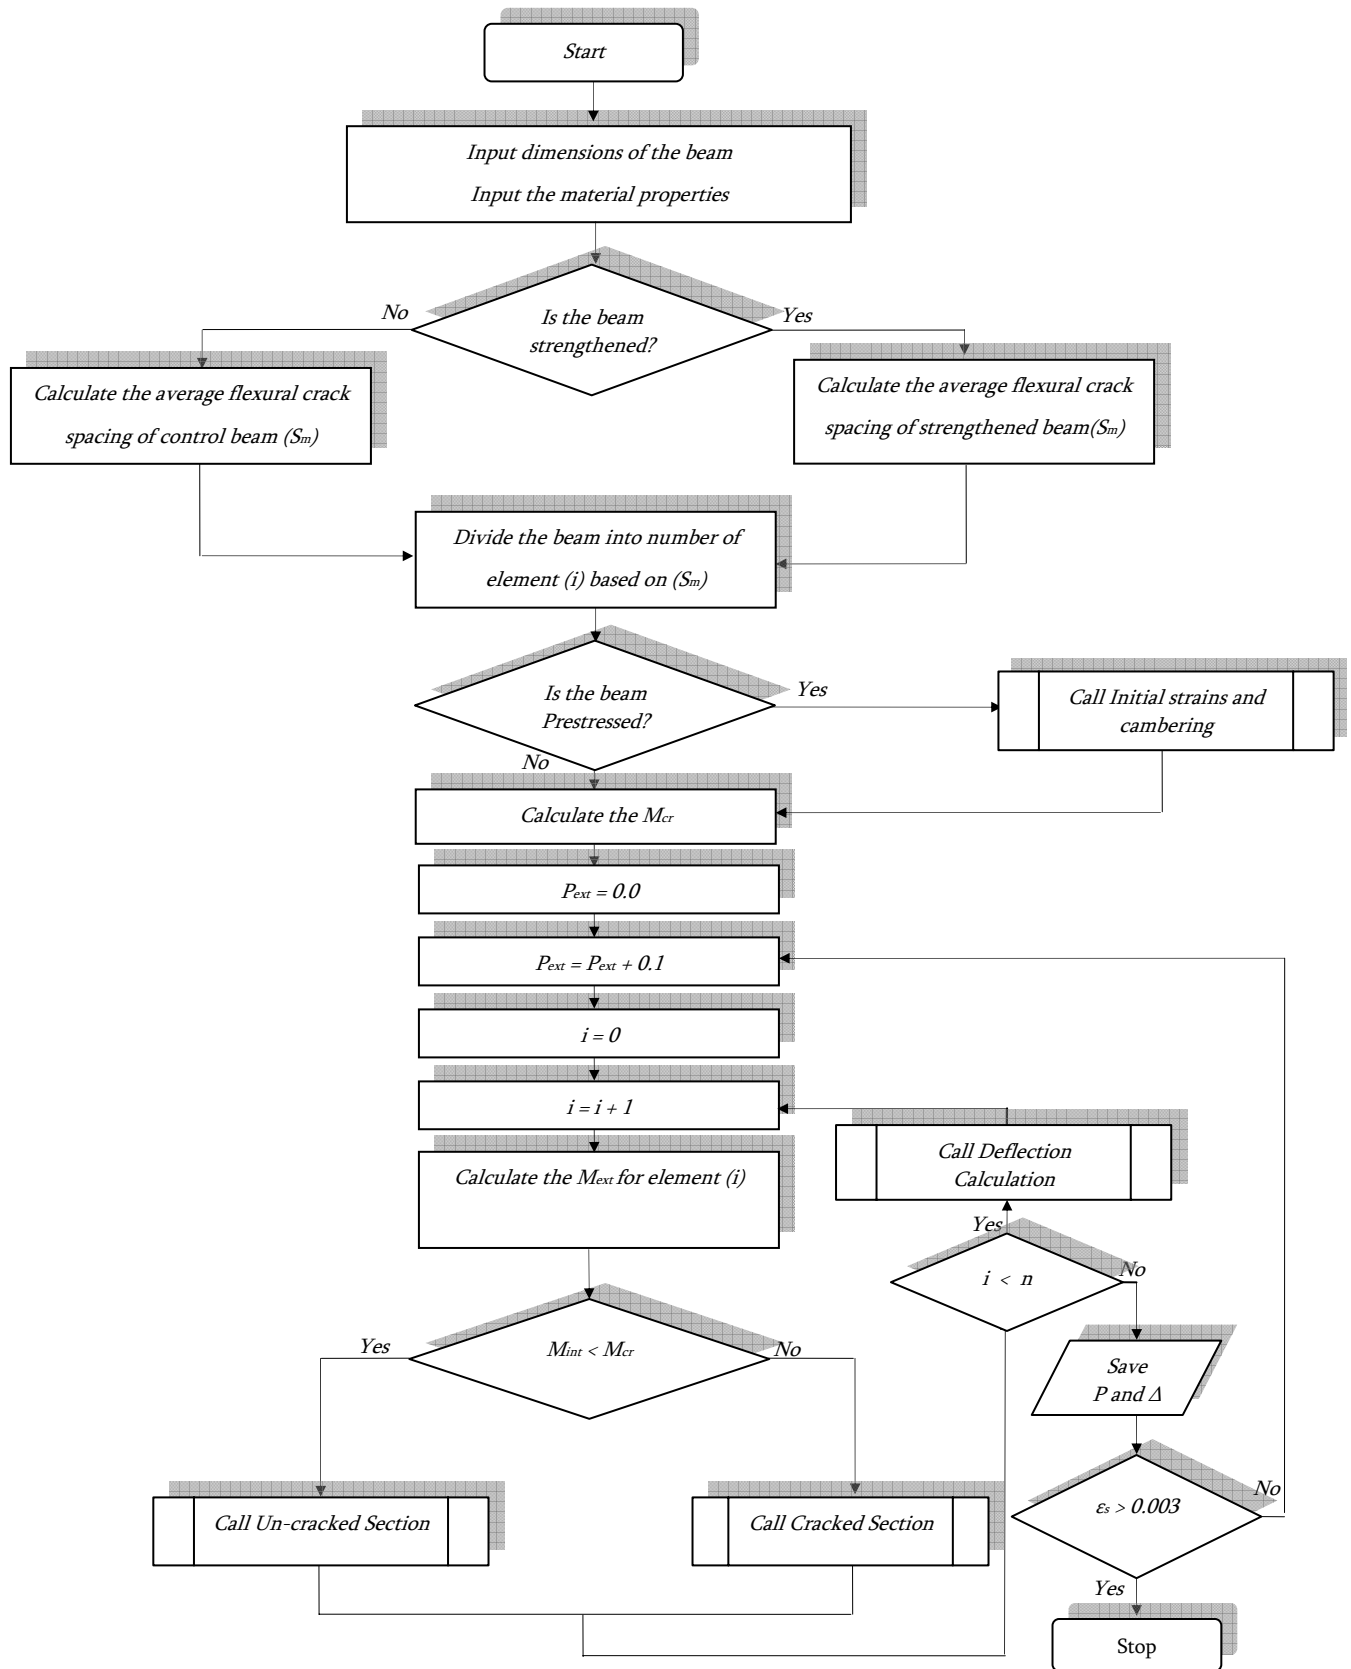 Start
Input dimensions of the beam
Input the material properties
Is the beam
strengthened?
No
Yes
Calculate the average flexural crack
spacing of control beam (Sm)
Calculate the average flexural crack
spacing of strengthened beam(Sm)
Divide the beam into number of
element (i) based on (Sm)
Is the beam
Prestressed?
Yes
No
Call Initial strains and
cambering
Calculate the Mcr
Pext = 0.0
Pext = Pext + 0.1
i = 0
i = i + 1
Calculate the Mext for element (i)
Call Deflection
Calculation
Yes
i < n
No
Mint < Mcr
Yes
No
Save
P and Δ
Call Un-cracked Section
Call Cracked Section
εs > 0.003
No
Yes
Stop